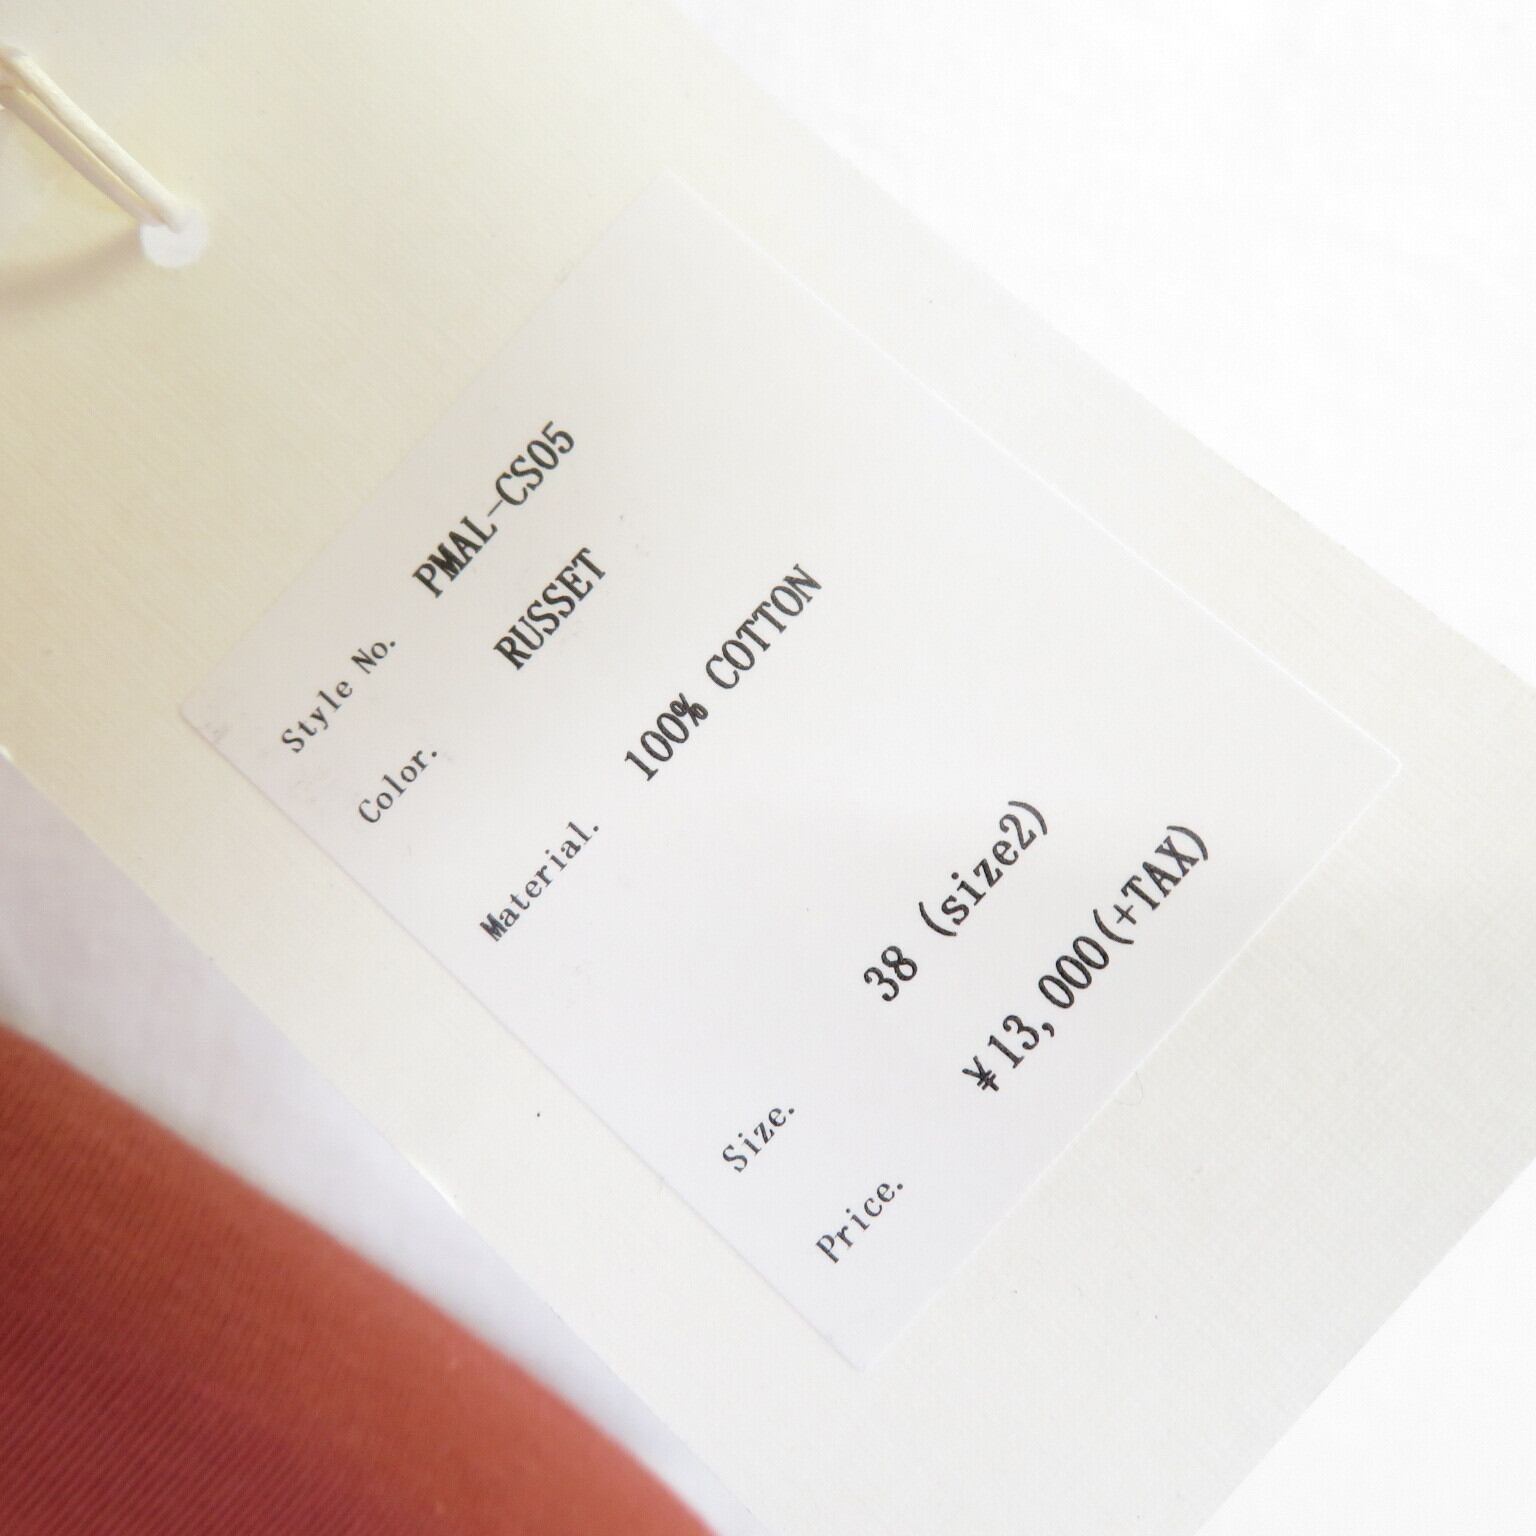 Style No. PMAL-CS05
Color. RUSSET
Material. 100% COTTON
Size. 38 (size2)
Price. ¥13,000(+TAX)